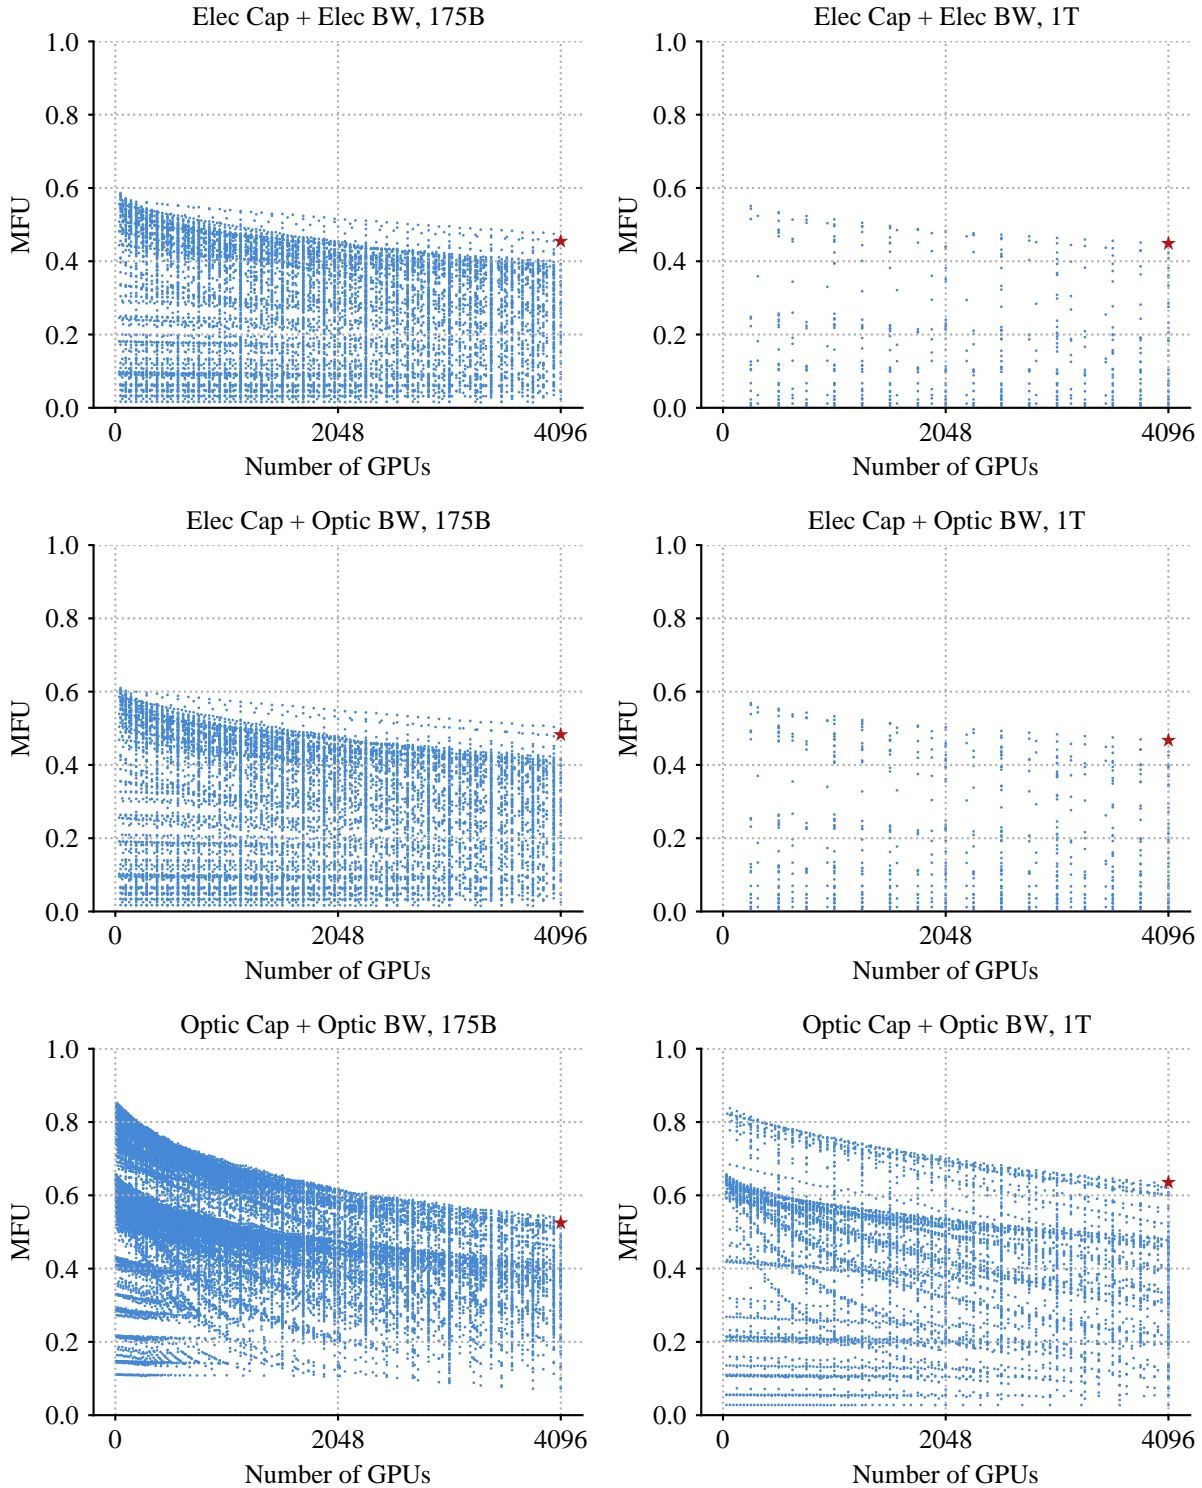 Elec Cap + Elec BW, 175B
1.0
0.8
0.6
0.4
0.2
0.0
MFU
0 2048 4096
Number of GPUs
Elec Cap + Elec BW, 1T
1.0
0.8
0.6
0.4
0.2
0.0
MFU
0 2048 4096
Number of GPUs
Elec Cap + Optic BW, 175B
1.0
0.8
0.6
0.4
0.2
0.0
MFU
0 2048 4096
Number of GPUs
Elec Cap + Optic BW, 1T
1.0
0.8
0.6
0.4
0.2
0.0
MFU
0 2048 4096
Number of GPUs
Optic Cap + Optic BW, 175B
1.0
0.8
0.6
0.4
0.2
0.0
MFU
0 2048 4096
Number of GPUs
Optic Cap + Optic BW, 1T
1.0
0.8
0.6
0.4
0.2
0.0
MFU
0 2048 4096
Number of GPUs